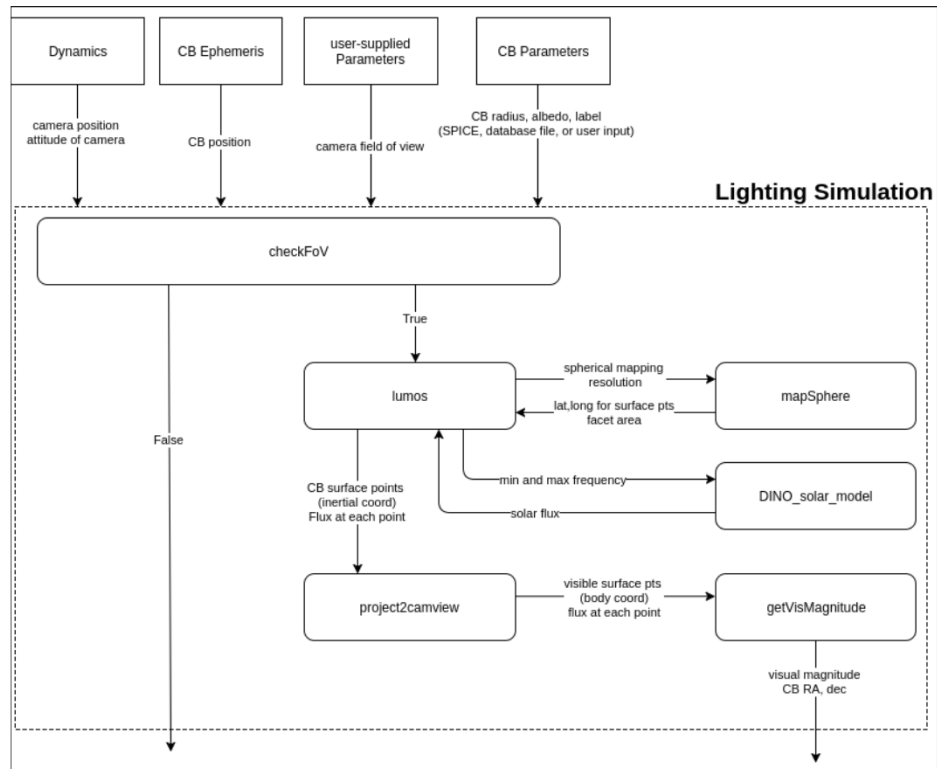 Dynamics
CB Ephemeris
user-supplied
Parameters
CB Parameters
camera position
attitude of camera
CB position
camera field of view
CB radius, albedo, label
(SPICE, database file, or user input)
Lighting Simulation
checkFoV
True
False
lumos
spherical mapping
resolution
mapSphere
lat,long for surface pts
facet area
min and max frequency
DINO_solar_model
solar flux
CB surface points
(inertial coord)
Flux at each point
project2camview
visible surface pts
(body coord)
flux at each point
getVisMagnitude
visual magnitude
CB RA, dec